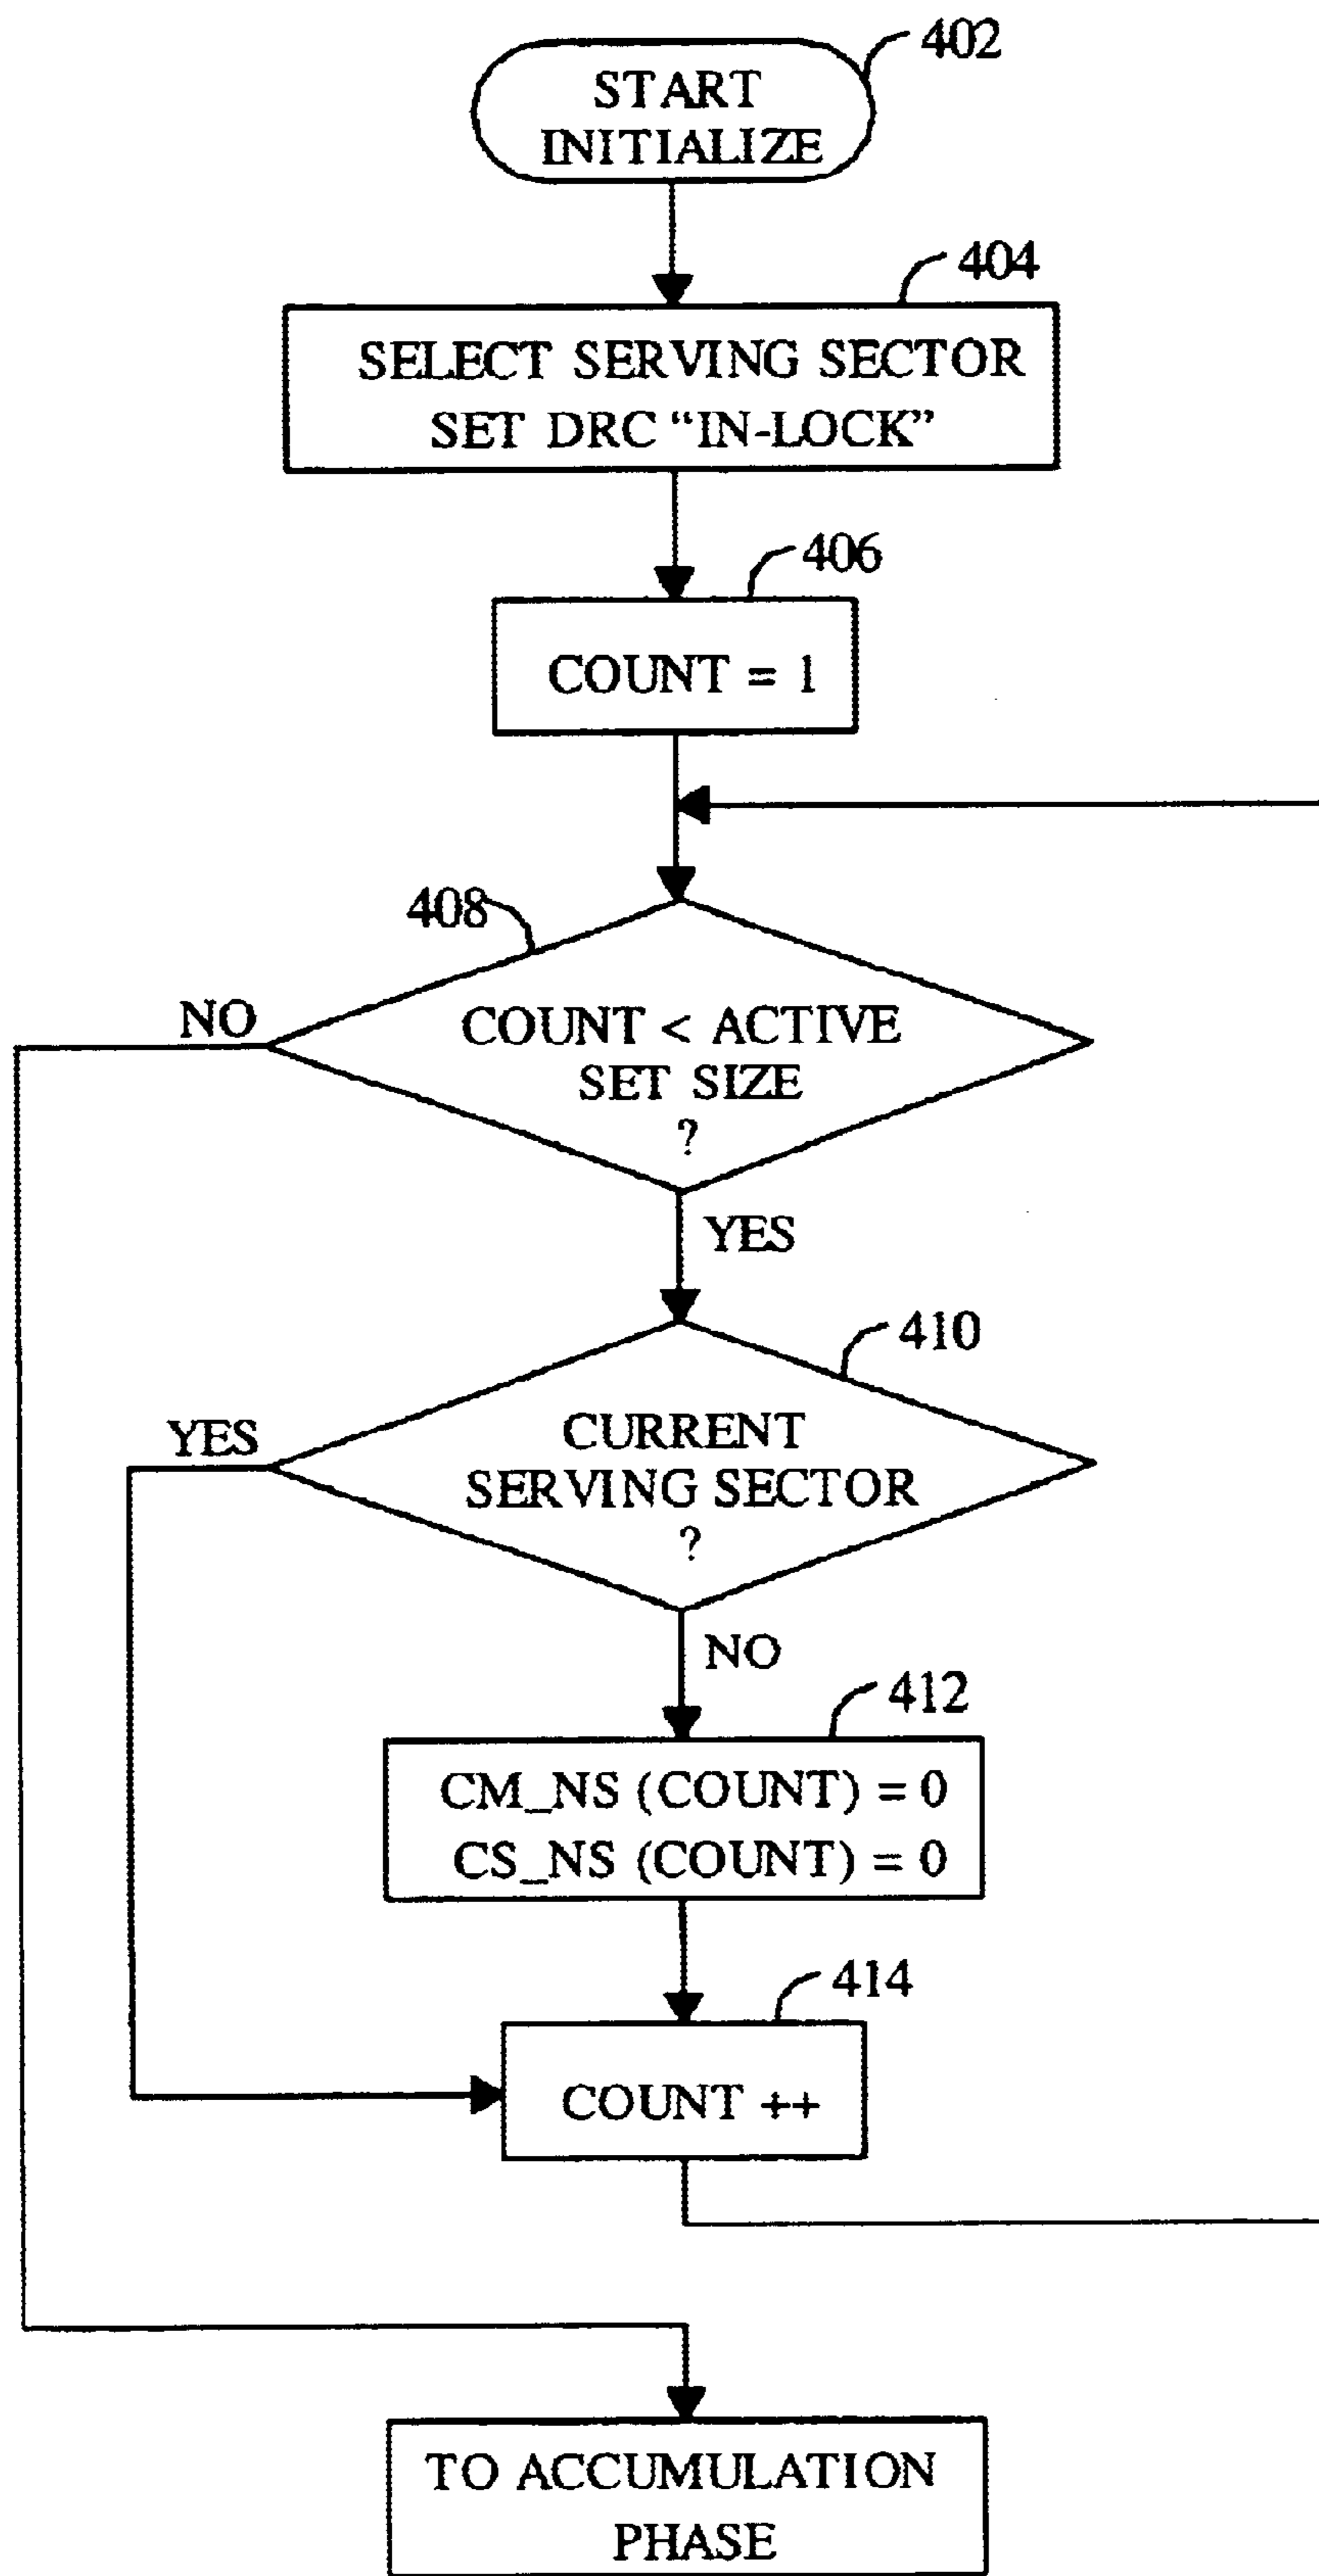 402
START
INITIALIZE
404
SELECT SERVING SECTOR
SET DRC “IN-LOCK”
406
COUNT = 1
408
NO
COUNT < ACTIVE
SET SIZE
?
YES
410
YES
CURRENT
SERVING SECTOR
?
NO
412
CM_NS (COUNT) = 0
CS_NS (COUNT) = 0
414
COUNT ++
TO ACCUMULATION
PHASE